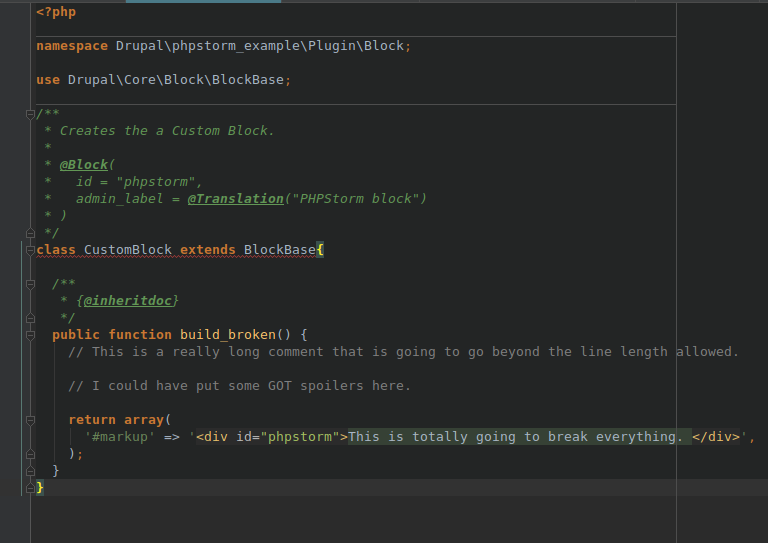 <?php
namespace Drupal\phpstorm_example\Plugin\Block;
use Drupal\Core\Block\BlockBase;
/**
 * Creates the a Custom Block.
 *
 * @Block(
 *   id = "phpstorm",
 *   admin_label = @Translation("PHPStorm block")
 * )
 */
class CustomBlock extends BlockBase{
  /**
   * {@inheritdoc}
   */
  public function build_broken() {
    // This is a really long comment that is going to go beyond the line length allowed.
    // I could have put some GOT spoilers here.
    return array(
      '#markup' => '<div id="phpstorm">This is totally going to break everything. </div>',
    );
  }
}